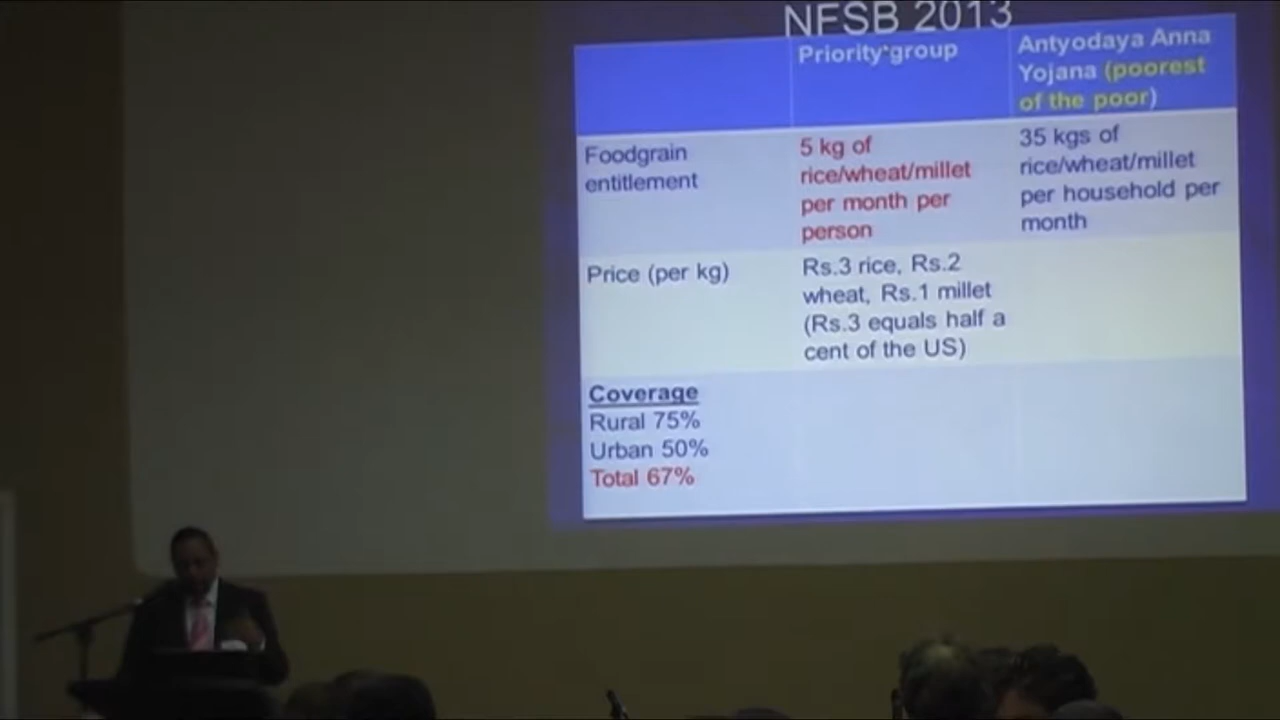 NFSB 2013
Priority group
Antyodaya Anna
Yojana (poorest
of the poor)
Foodgrain
entitlement
5 kg of
rice/wheat/millet
per month per
person
35 kgs of
rice/wheat/millet
per household per
month
Price (per kg)
Rs.3 rice, Rs.2
wheat, Rs.1 millet
(Rs.3 equals half a
cent of the US)
Coverage
Rural 75%
Urban 50%
Total 67%